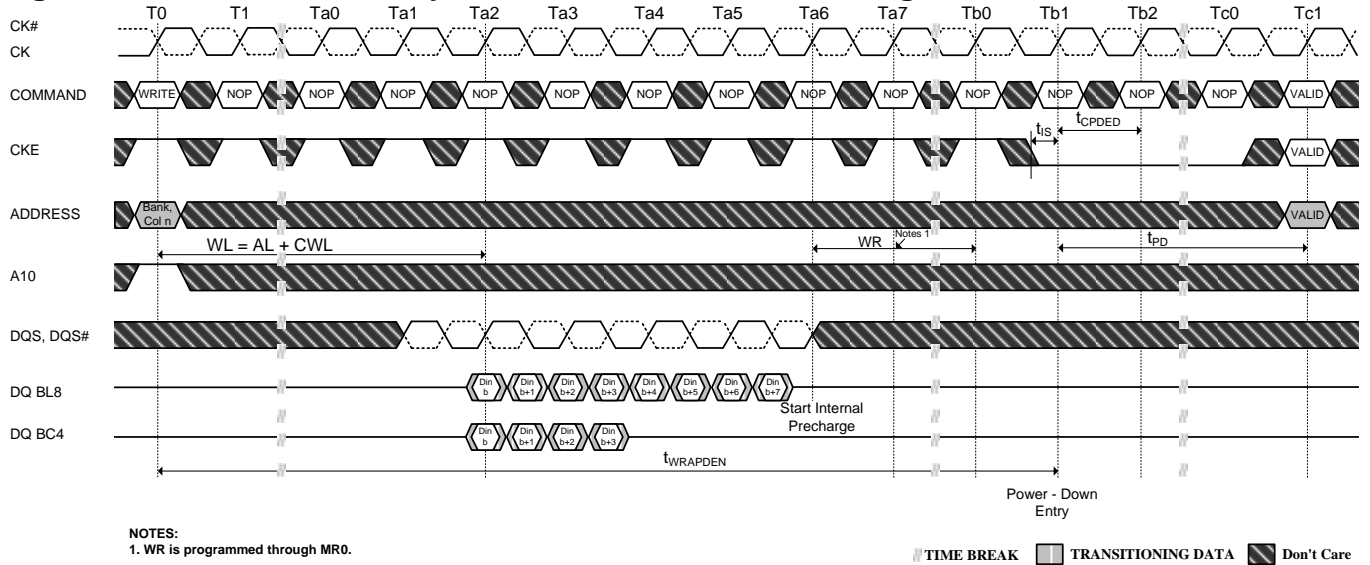 T0 T1 Ta0 Ta1 Ta2 Ta3 Ta4 Ta5 Ta6 Ta7 Tb0 Tb1 Tb2 Tc0 Tc1
CK#
CK
COMMAND WRITE NOP NOP NOP NOP NOP NOP NOP NOP NOP NOP NOP NOP NOP VALID
tIS tCPDED
CKE VALID
ADDRESS Bank, Col n VALID
WL = AL + CWL WR Notes 1 tPD
A10
DQS, DQS#
DQ BL8 Din b Din b+1 Din b+2 Din b+3 Din b+4 Din b+5 Din b+6 Din b+7
Start Internal
Precharge
DQ BC4 Din b Din b+1 Din b+2 Din b+3
tWRAPDEN
Power - Down
Entry
NOTES:
1. WR is programmed through MR0.
TIME BREAK TRANSITIONING DATA Don't Care